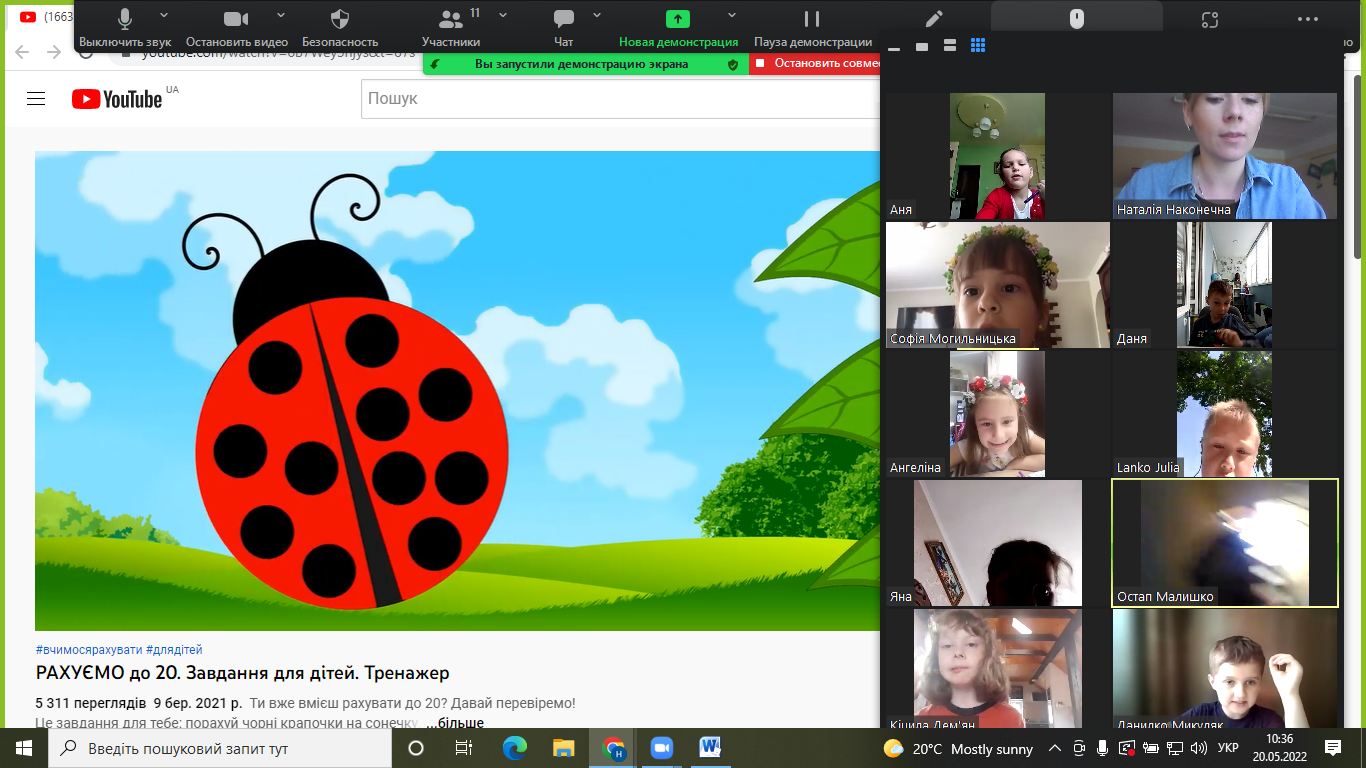 (1663
Выключить звук
Остановить видео
Безопасность
11
Участники
Чат
Новая демонстрация
Пауза демонстрации
Вы запустили демонстрацию экрана
Остановить совме
YouTube UA
Пошук
Аня
Наталія Наконечна
Софія Могильницька
Даня
Ангеліна
Lanko Julia
Яна
Остап Малишко
Кіцила Дем'ян
Данилко Микуляк
#вчимосярахувати #длядітей
РАХУЄМО до 20. Завдання для дітей. Тренажер
5 311 переглядів 9 бер. 2021 р. Ти вже вмієш рахувати до 20? Давай перевіремо!
Це завдання для тебе: порахуй чорні крапочки на сонечку ...більше
Введіть пошуковий запит тут
H
20°C Mostly sunny
УКР
10:36
20.05.2022